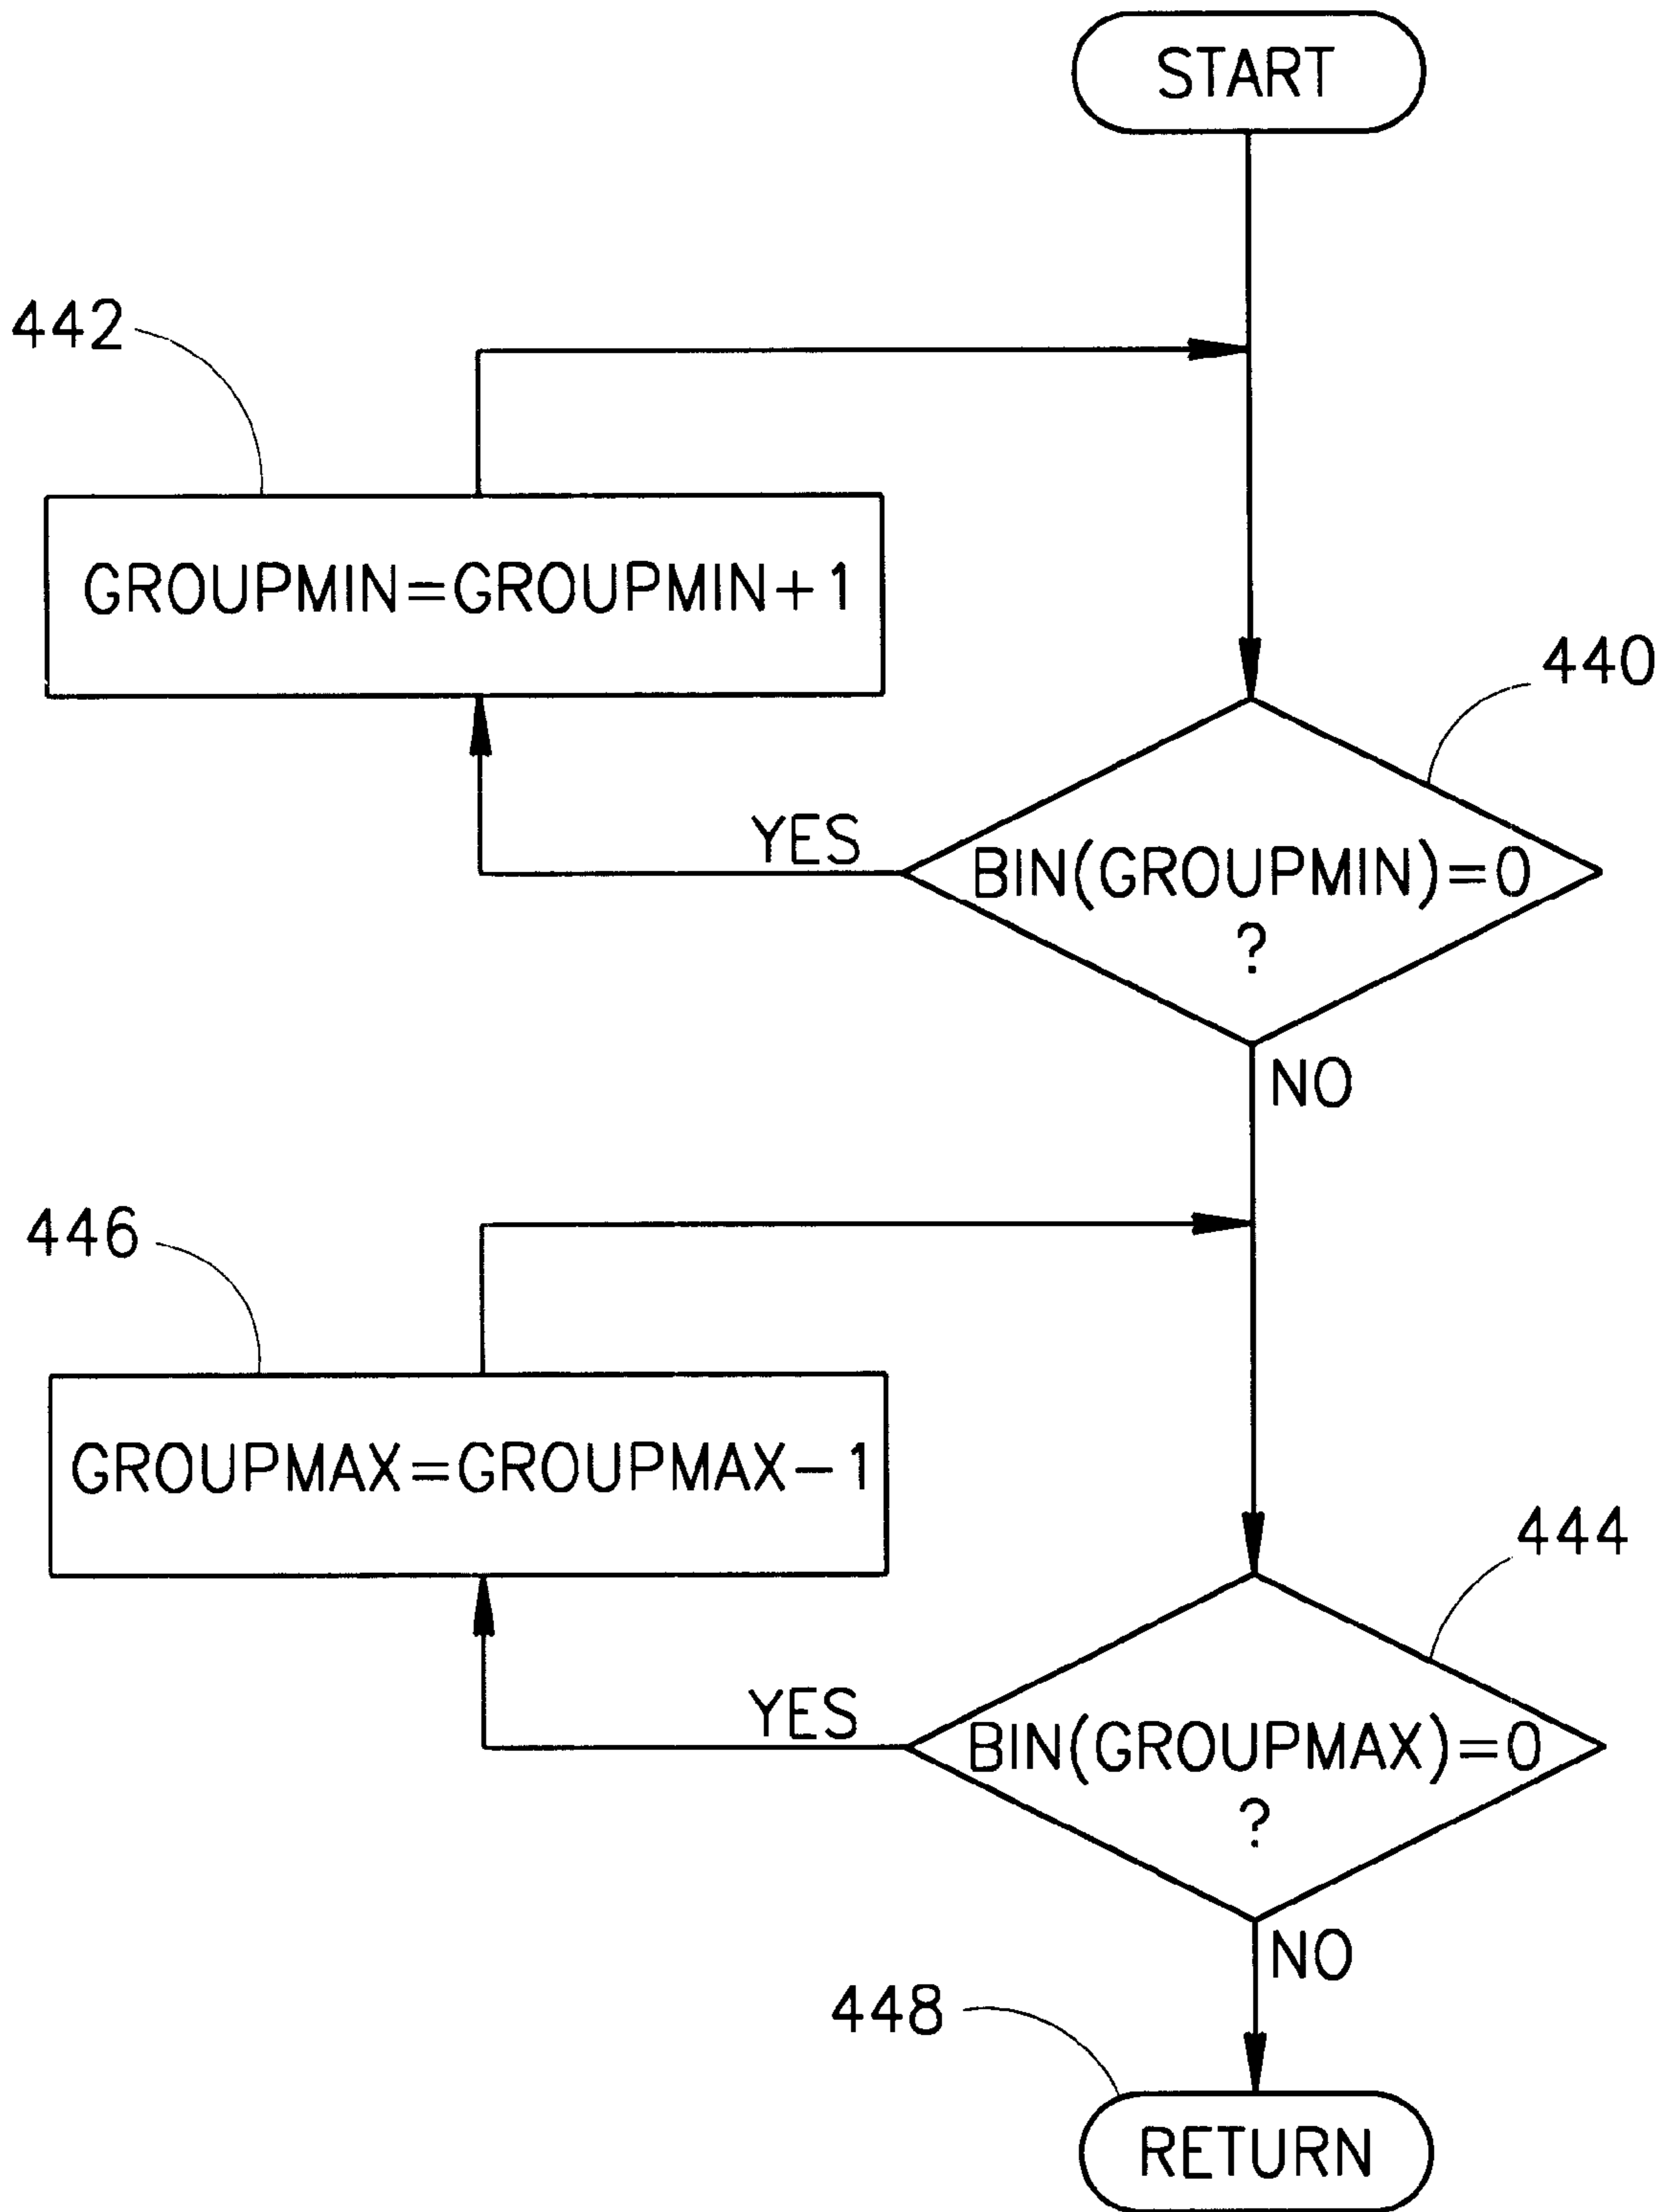 START
442
GROUPMIN=GROUPMIN+1
440
YES
BIN(GROUPMIN)=0
?
NO
446
GROUPMAX=GROUPMAX-1
444
YES
BIN(GROUPMAX)=0
?
NO
448
RETURN